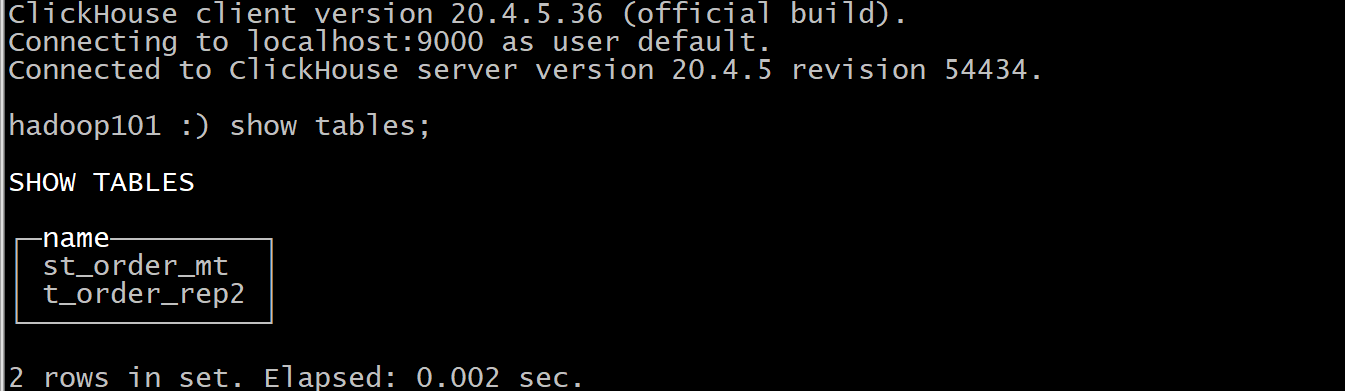 ClickHouse client version 20.4.5.36 (official build).
Connecting to localhost:9000 as user default.
Connected to ClickHouse server version 20.4.5 revision 54434.
hadoop101 :) show tables;
SHOW TABLES
name
st_order_mt
t_order_rep2
2 rows in set. Elapsed: 0.002 sec.